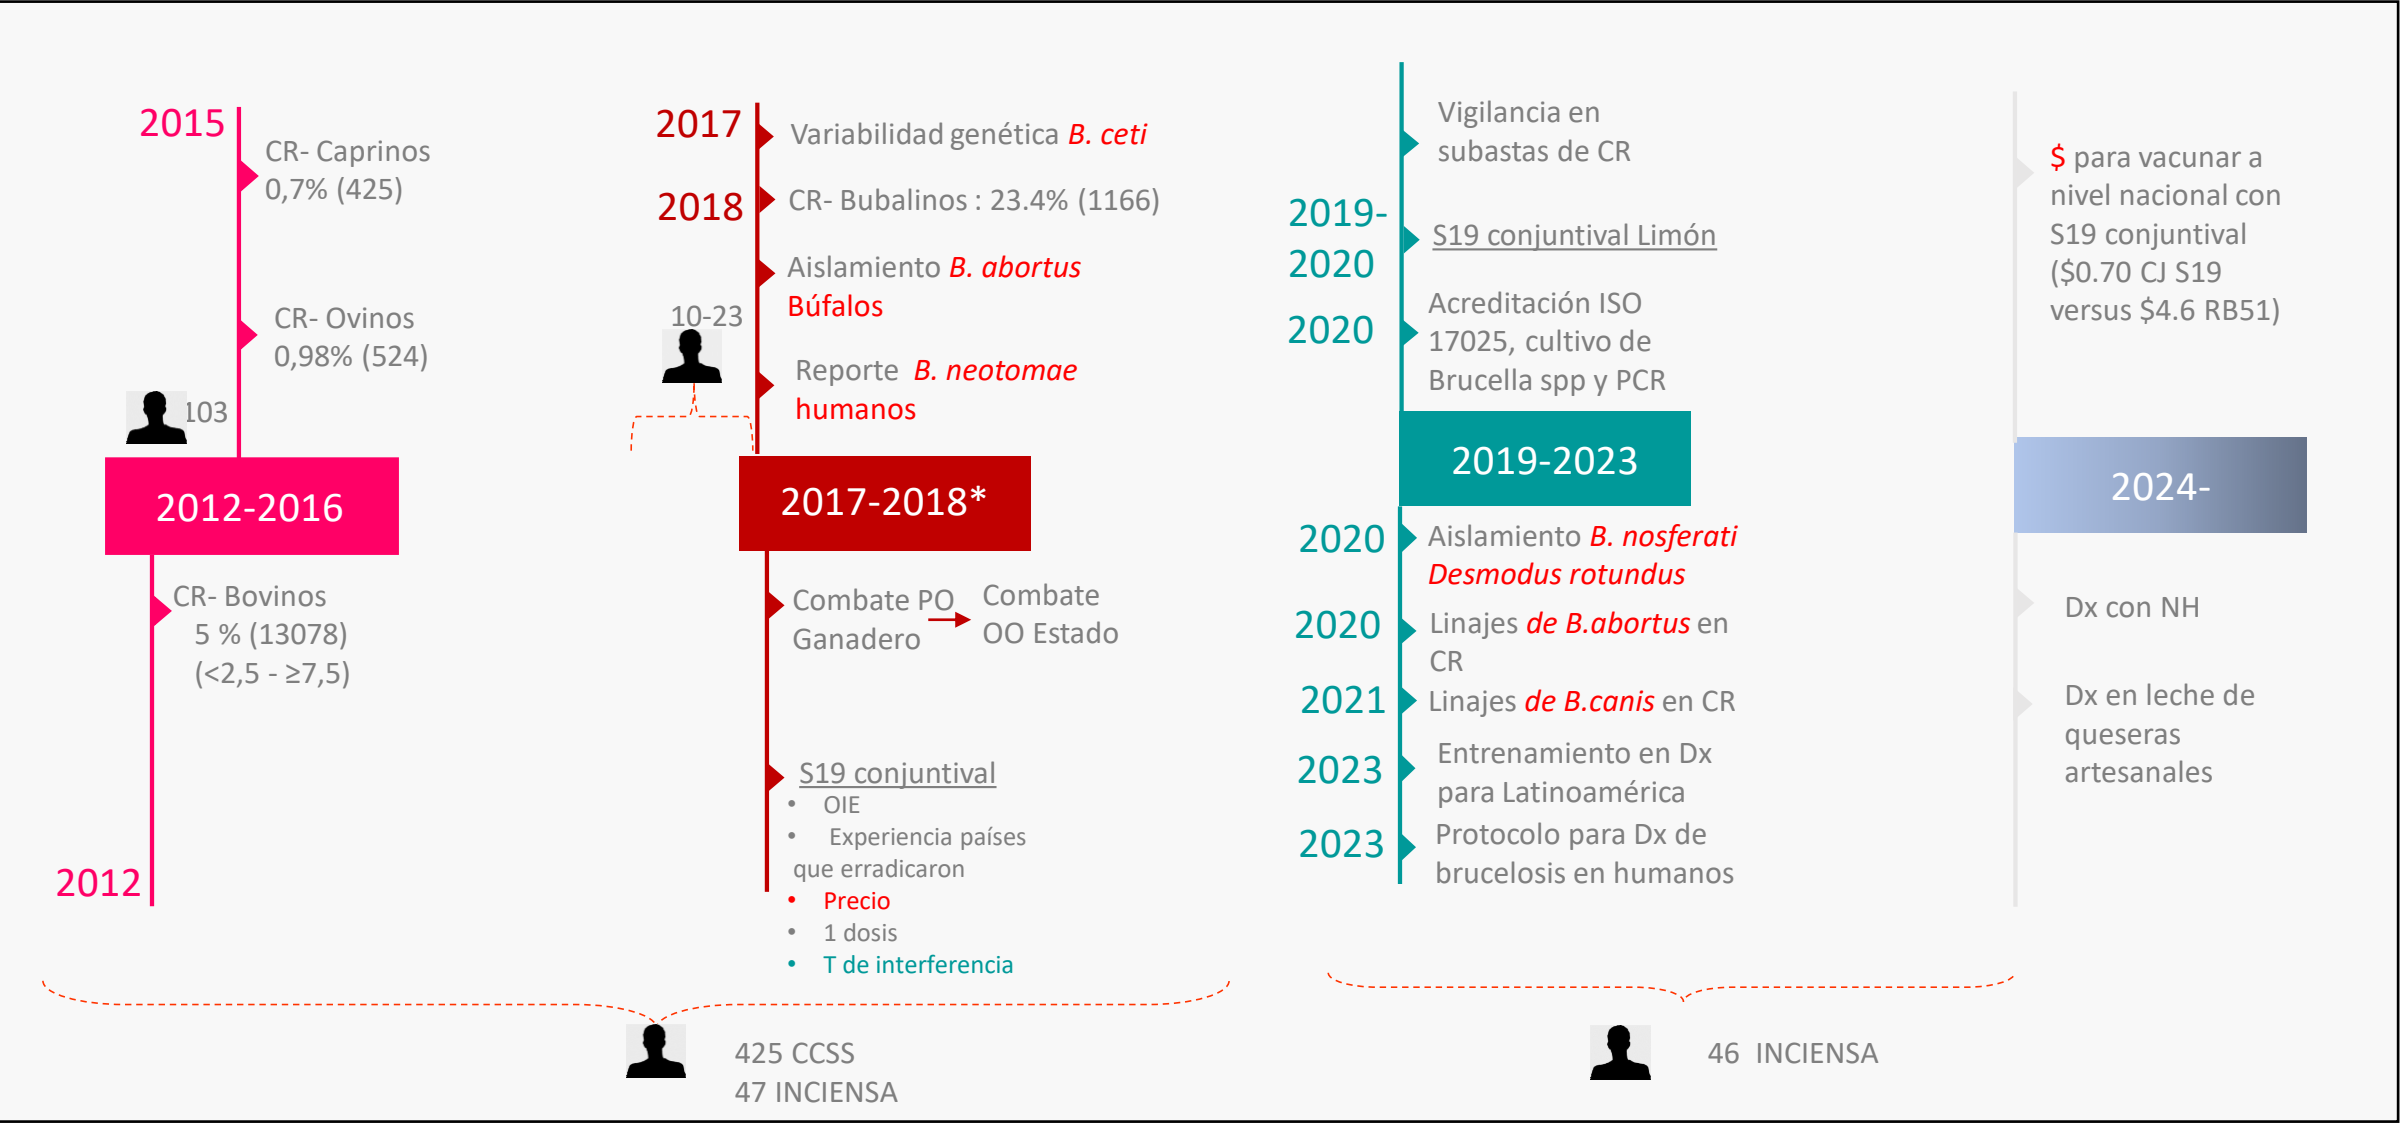 2015
CR- Caprinos
0,7% (425)
CR- Ovinos
0,98% (524)
103
2012-2016
CR- Bovinos
5 % (13078)
(<2,5 - ≥7,5)
2012
2017
Variabilidad genética B. ceti
2018
CR- Bubalinos : 23.4% (1166)
Aislamiento B. abortus
Búfalos
10-23
Reporte B. neotomae
humanos
2017-2018*
Combate PO
Ganadero
Combate
OO Estado
S19 conjuntival
• OIE
• Experiencia países
que erradicaron
• Precio
• 1 dosis
• T de interferencia
425 CCSS
47 INCIENSA
Vigilancia en
subastas de CR
2019-
2020
S19 conjuntival Limón
2020
Acreditación ISO
17025, cultivo de
Brucella spp y PCR
2019-2023
2020
Aislamiento B. nosferati
Desmodus rotundus
2020
Linajes de B.abortus en
CR
2021
Linajes de B.canis en CR
2023
Entrenamiento en Dx
para Latinoamérica
2023
Protocolo para Dx de
brucelosis en humanos
46 INCIENSA
$ para vacunar a
nivel nacional con
S19 conjuntival
($0.70 CJ S19
versus $4.6 RB51)
2024-
Dx con NH
Dx en leche de
queseras
artesanales